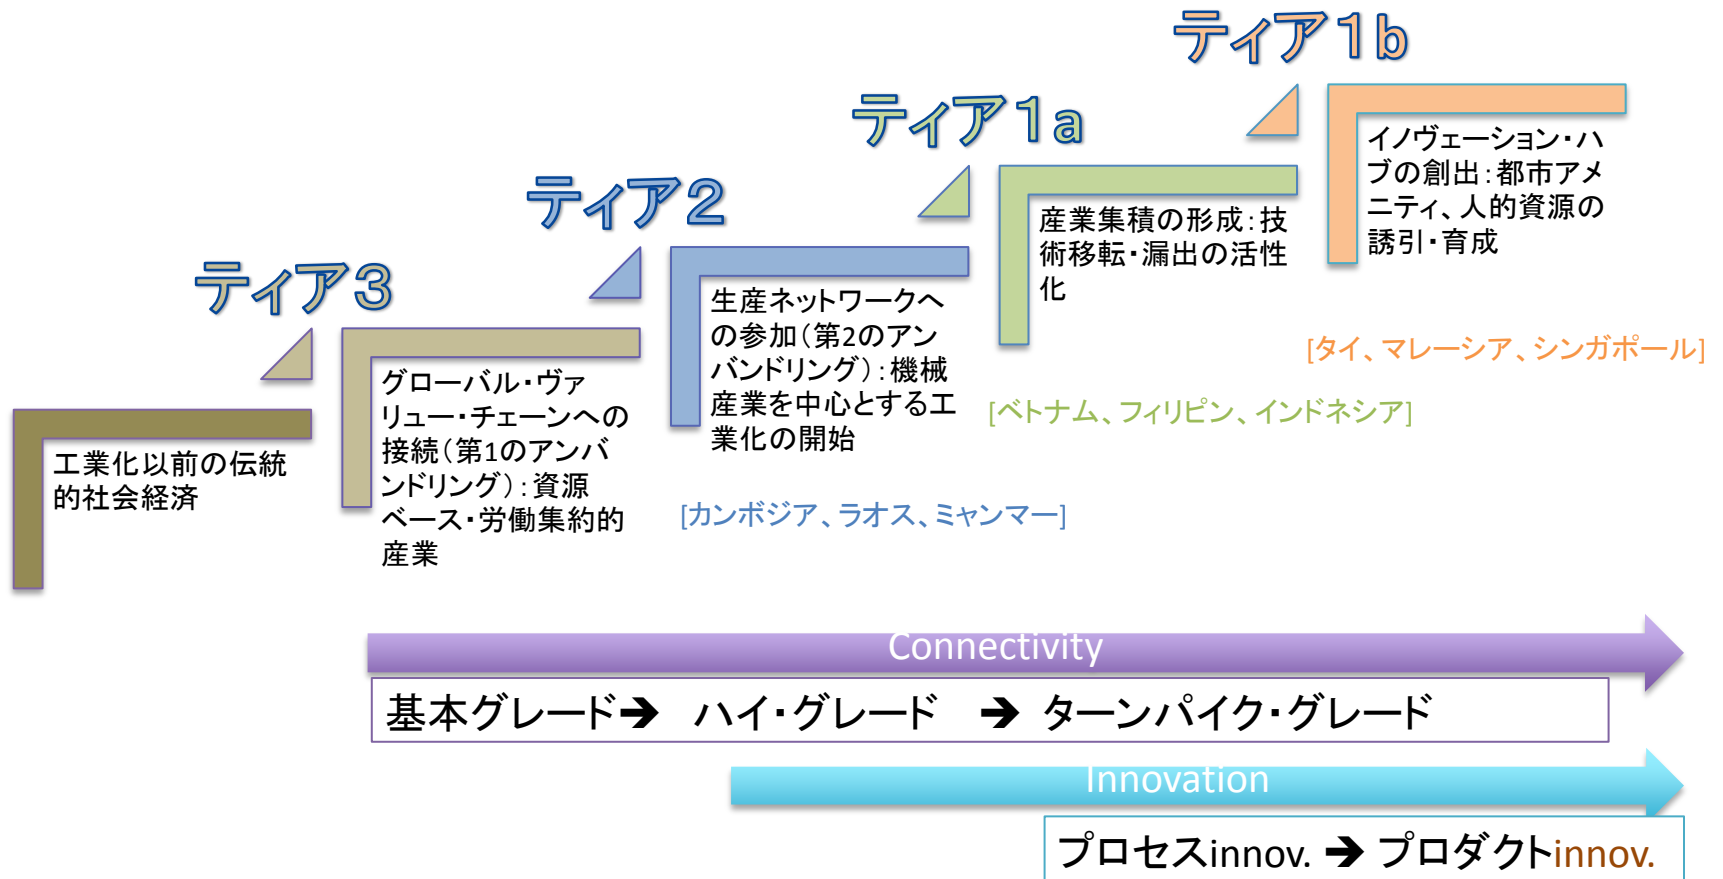 工業化以前の伝統
的社会経済
ティア3
グローバル・ヴァ
リュー・チェーンへの
接続(第1のアンバ
ンドリング):資源
ベース・労働集約的
産業
ティア2
生産ネットワークへ
の参加(第2のアン
バンドリング):機械
産業を中心とする工
業化の開始
[カンボジア、ラオス、ミャンマー]
ティア1a
産業集積の形成:技
術移転・漏出の活性
化
[ベトナム、フィリピン、インドネシア]
ティア1b
イノヴェーション・ハ
ブの創出:都市アメ
ニティ、人的資源の
誘引・育成
[タイ、マレーシア、シンガポール]
Connectivity
基本グレード➔ ハイ・グレード ➔ ターンパイク・グレード
Innovation
プロセスinnov. ➔ プロダクトinnov.